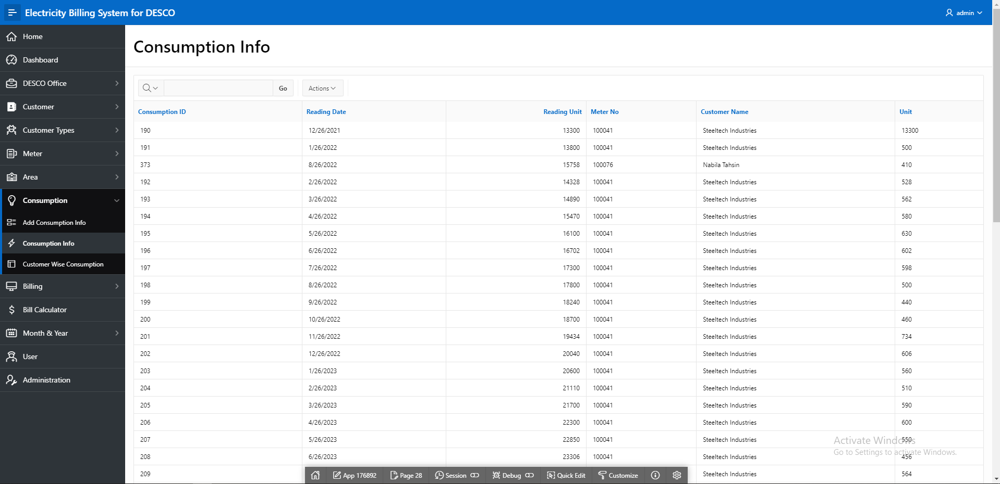 Electricity Billing System for DESCO
admin
Home
Dashboard
DESCO Office
Customer
Customer Types
Meter
Area
Consumption
Add Consumption Info
Consumption Info
Customer Wise Consumption
Billing
Bill Calculator
Month & Year
User
Administration
Consumption Info
Go
Actions
Consumption ID Reading Date Reading Unit Meter No Customer Name Unit
190 12/26/2021 13300 100041 Steeltech Industries 13300
191 1/26/2022 13800 100041 Steeltech Industries 500
373 8/26/2022 15758 100076 Nabila Tahsin 410
192 2/26/2022 14328 100041 Steeltech Industries 528
193 3/26/2022 14890 100041 Steeltech Industries 562
194 4/26/2022 15470 100041 Steeltech Industries 580
195 5/26/2022 16100 100041 Steeltech Industries 630
196 6/26/2022 16702 100041 Steeltech Industries 602
197 7/26/2022 17300 100041 Steeltech Industries 598
198 8/26/2022 17800 100041 Steeltech Industries 500
199 9/26/2022 18240 100041 Steeltech Industries 440
200 10/26/2022 18700 100041 Steeltech Industries 460
201 11/26/2022 19434 100041 Steeltech Industries 734
202 12/26/2022 20040 100041 Steeltech Industries 606
203 1/26/2023 20600 100041 Steeltech Industries 560
204 2/26/2023 21110 100041 Steeltech Industries 510
205 3/26/2023 21700 100041 Steeltech Industries 590
206 4/26/2023 22300 100041 Steeltech Industries 600
207 5/26/2023 22850 100041 Steeltech Industries 550
208 6/26/2023 23306 100041 Steeltech Industries 456
209 Steeltech Industries 564
Activate Windows
Go to Settings to activate Windows.
App 176892 Page 28 Session Debug Quick Edit Customize